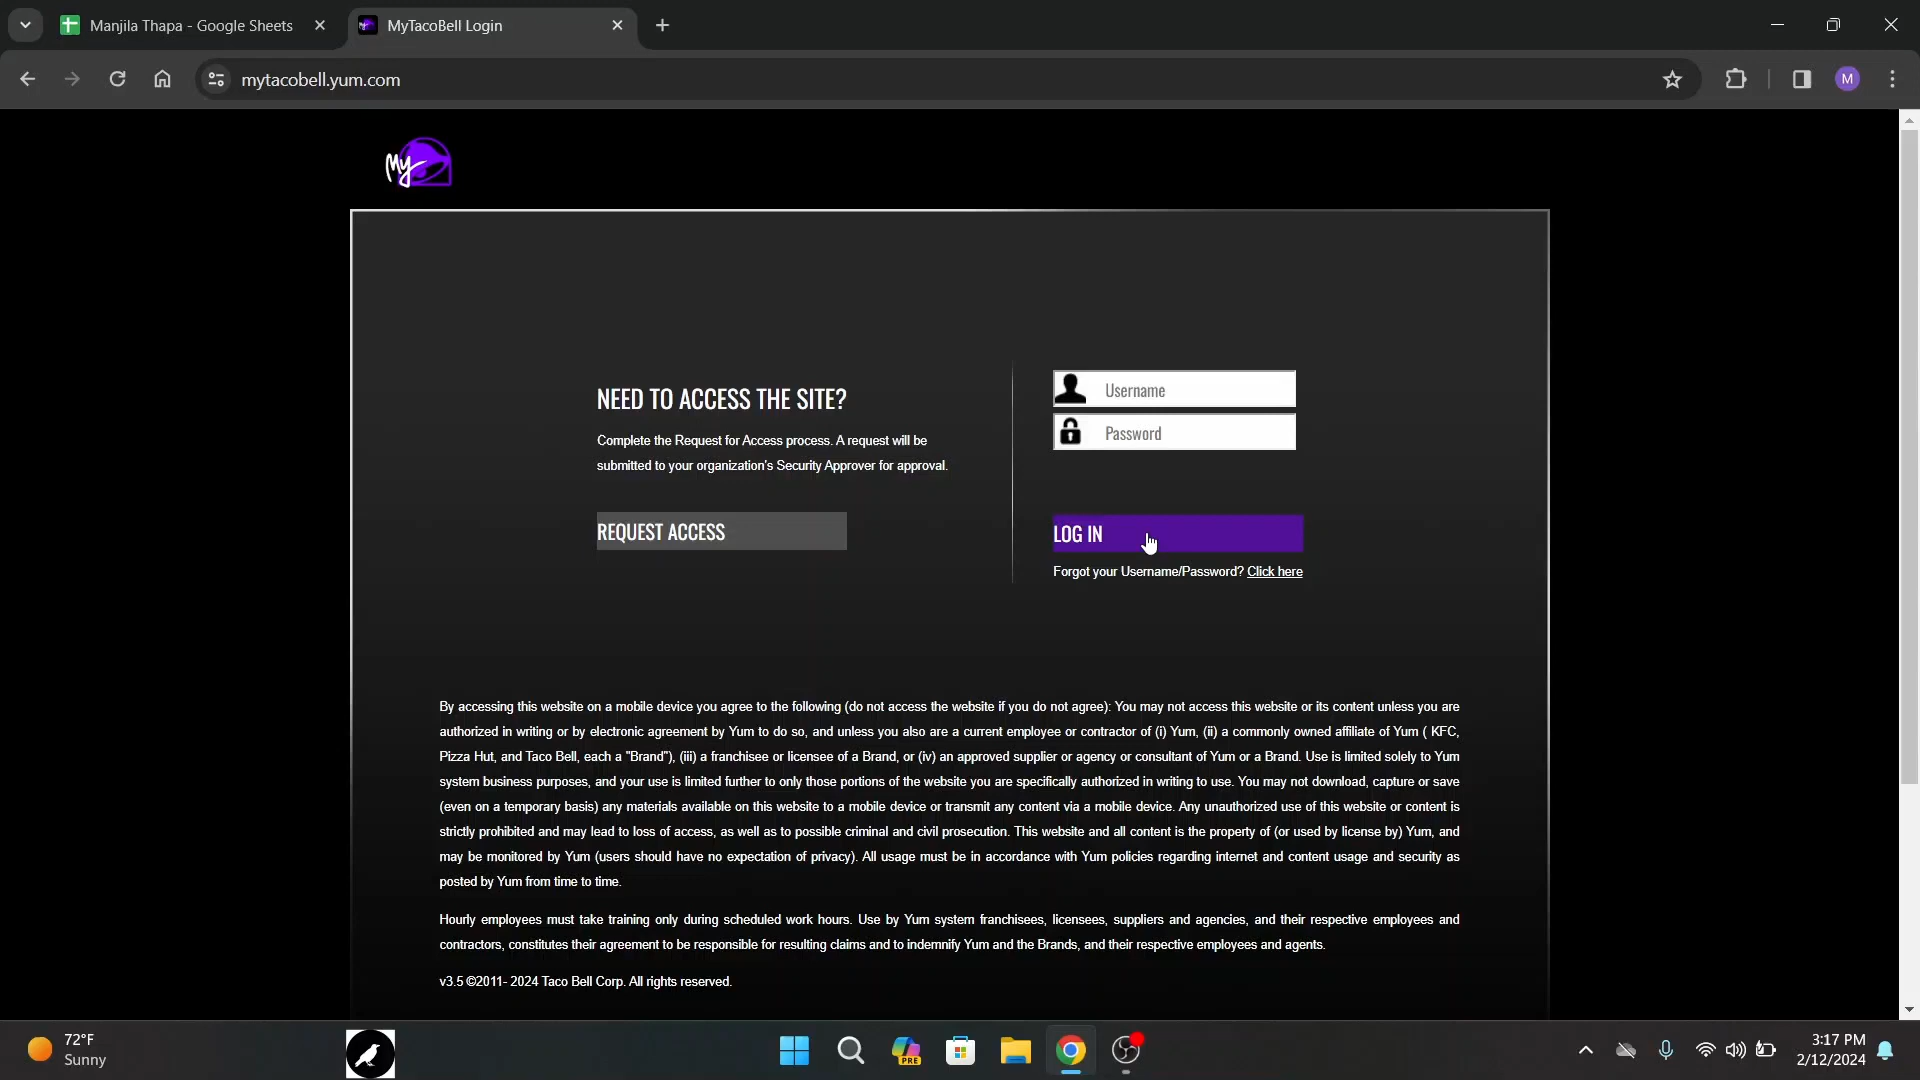 Manjila Thapa - Google Sheets
MyTacoBell Login
mytacobell.yum.com
M
My
NEED TO ACCESS THE SITE?
Complete the Request for Access process. A request will be
submitted to your organization's Security Approver for approval.
REQUEST ACCESS
Username
Password
LOG IN
Forgot your Username/Password? Click here
By accessing this website on a mobile device you agree to the following (do not access the website if you do not agree): You may not access this website or its content unless you are
authorized in writing or by electronic agreement by Yum to do so, and unless you also are a current employee or contractor of (i) Yum, (ii) a commonly owned affiliate of Yum ( KFC,
Pizza Hut, and Taco Bell, each a "Brand"), (iii) a franchisee or licensee of a Brand, or (iv) an approved supplier or agency or consultant of Yum or a Brand. Use is limited solely to Yum
system business purposes, and your use is limited further to only those portions of the website you are specifically authorized in writing to use. You may not download, capture or save
(even on a temporary basis) any materials available on this website to a mobile device or transmit any content via a mobile device. Any unauthorized use of this website or content is
strictly prohibited and may lead to loss of access, as well as to possible criminal and civil prosecution. This website and all content is the property of (or used by license by) Yum, and
may be monitored by Yum (users should have no expectation of privacy). All usage must be in accordance with Yum policies regarding internet and content usage and security as
posted by Yum from time to time.
Hourly employees must take training only during scheduled work hours. Use by Yum system franchisees, licensees, suppliers and agencies, and their respective employees and
contractors, constitutes their agreement to be responsible for resulting claims and to indemnify Yum and the Brands, and their respective employees and agents.
v3.5 ©2011- 2024 Taco Bell Corp. All rights reserved.
72°F
Sunny
PRE
3:17 PM
2/12/2024